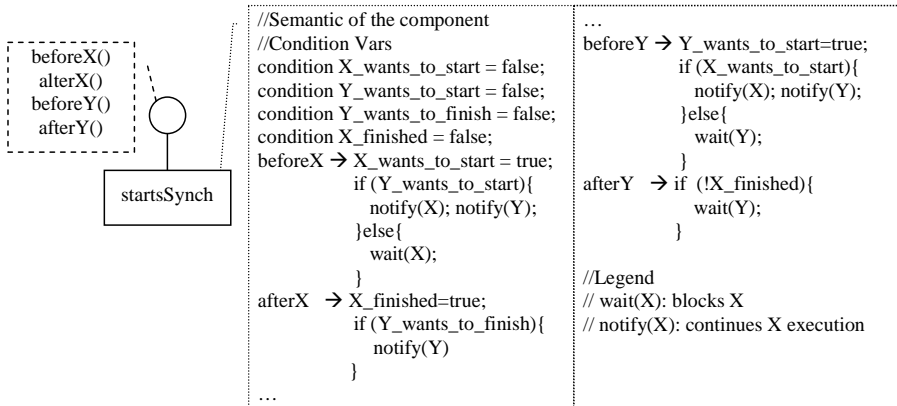 beforeX()
alterX()
beforeY()
afterY()
startsSynch
//Semantic of the component
//Condition Vars
condition X_wants_to_start = false;
condition Y_wants_to_start = false;
condition Y_wants_to_finish = false;
condition X_finished = false;
beforeX → X_wants_to_start = true;
if (Y_wants_to_start){
notify(X); notify(Y);
}else{
wait(X);
}
afterX → X_finished=true;
if (Y_wants_to_finish){
notify(Y)
}
…
…
beforeY → Y_wants_to_start=true;
if (X_wants_to_start){
notify(X); notify(Y);
}else{
wait(Y);
}
afterY → if (!X_finished){
wait(Y);
}
//Legend
// wait(X): blocks X
// notify(X): continues X execution